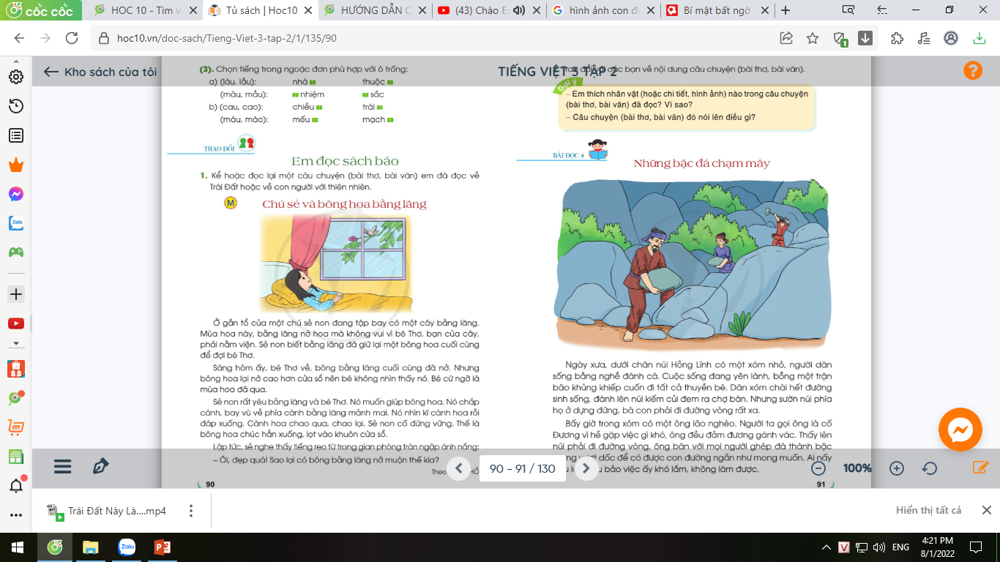 cốc cốc
HOC 10 - Tìm v
Tủ sách | Hoc10
HƯỚNG DẪN C
(43) Chào E
hình ảnh con đ
Bí mật bất ngờ
hoc10.vn/doc-sach/Tieng-Viet-3-tap-2/1/135/90
Kho sách của tôi
TIẾNG VIỆT 3 TẬP 2
(3). Chọn tiếng trong ngoặc đơn phù hợp với ô trống:
a) (làu, lầu): nhà ? thuộc ?
(màu, mầu): ? nhiệm ? sắc
b) (cau, cao): chiều ? trái ?
(máu, máo): mếu ? mạch ?
TRAO ĐỔI
Em đọc sách báo
1. Kể hoặc đọc lại một câu chuyện (bài thơ, bài văn) em đã đọc về
Trái Đất hoặc về con người với thiên nhiên.
M
Chú sẻ và bông hoa bằng lăng
Ở gần tổ của một chú sẻ non đang tập bay có một cây bằng lăng.
Mùa hoa này, bằng lăng nở hoa mà không vui vì bé Thơ, bạn của cây,
phải nằm viện. Sẻ non biết bằng lăng đã giữ lại một bông hoa cuối cùng
để đợi bé Thơ.
Sáng hôm ấy, bé Thơ về, bông bằng lăng cuối cùng đã nở. Nhưng
bông hoa lại nở cao hơn cửa sổ nên bé không nhìn thấy nó. Bé cứ ngỡ là
mùa hoa đã qua.
Sẻ non rất yêu bằng lăng và bé Thơ. Nó muốn giúp bông hoa. Nó chắp
cánh, bay vù về phía cành bằng lăng mảnh mai. Nó nhìn kĩ cành hoa rồi
đáp xuống. Cành hoa chao qua, chao lại. Sẻ non cố đứng vững. Thế là
bông hoa chúc hẳn xuống, lọt vào khuôn cửa sổ.
Lập tức, sẻ nghe thấy tiếng reo từ trong gian phòng tràn ngập ánh nắng:
– Ôi, đẹp quá! Sao lại có bông bằng lăng nở muộn thế kia?
Theo
90
các bạn về nội dung câu chuyện (bài thơ, bài văn).
Gợi ý
– Em thích nhân vật (hoặc chi tiết, hình ảnh) nào trong câu chuyện
(bài thơ, bài văn) đã đọc? Vì sao?
– Câu chuyện (bài thơ, bài văn) đó nói lên điều gì?
BÀI ĐỌC 4
Những bậc đá chạm mây
Ngày xưa, dưới chân núi Hồng Lĩnh có một xóm nhỏ, người dân
sống bằng nghề đánh cá. Cuộc sống đang yên lành, bỗng một trận
bão khủng khiếp cuốn đi tất cả thuyền bè. Dân xóm chài hết đường
sinh sống, đành lên núi kiếm củi đem ra chợ bán. Nhưng sườn núi phía
họ ở dựng đứng, bà con phải đi đường vòng rất xa.
Bấy giờ trong xóm có một ông lão nghèo. Người ta gọi ông là cố
Đương vì hễ gặp việc gì khó, ông đều đảm đương gánh vác. Thấy lên
núi phải đi đường vòng, ông bàn với mọi người ghép đá thành bậc
dốc để có được con đường ngắn như mong muốn. Ai nấy
bảo việc ấy khó lắm, không làm được.
91
90 - 91 / 130
100%
Trái Đất Này Là....mp4
Hiển thị tất cả
ENG
4:21 PM
8/1/2022
Zalo
8.8